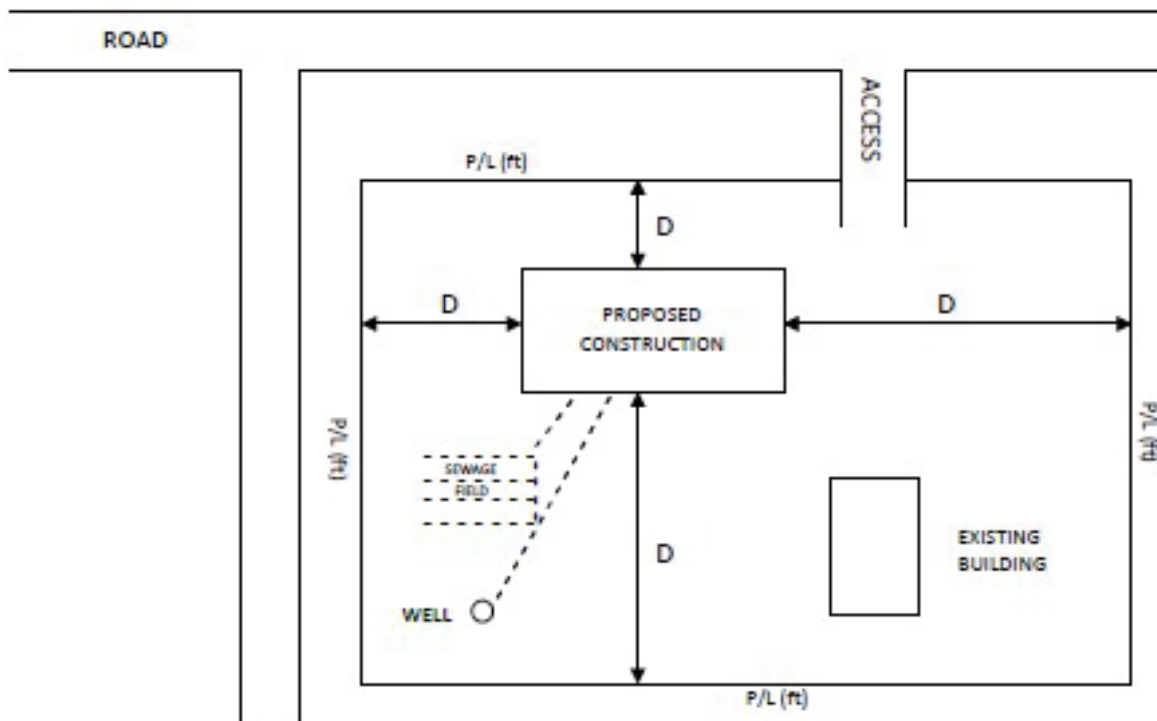 ROAD
ACCESS
P/L (ft)
D
D
D
PROPOSED
CONSTRUCTION
P/L (ft)
P/L (ft)
SEWAGE
FIELD
D
EXISTING
BUILDING
WELL
P/L (ft)